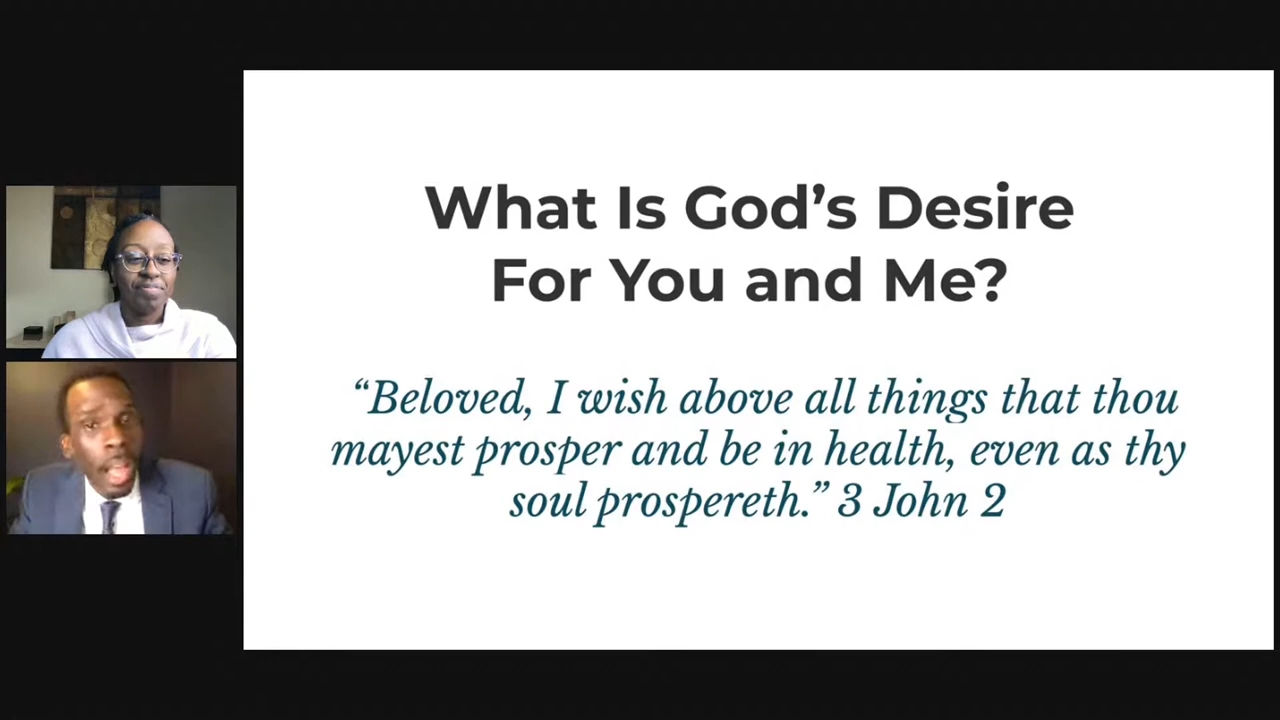 What Is God’s Desire
For You and Me?
“Beloved, I wish above all things that thou
mayest prosper and be in health, even as thy
soul prospereth.” 3 John 2